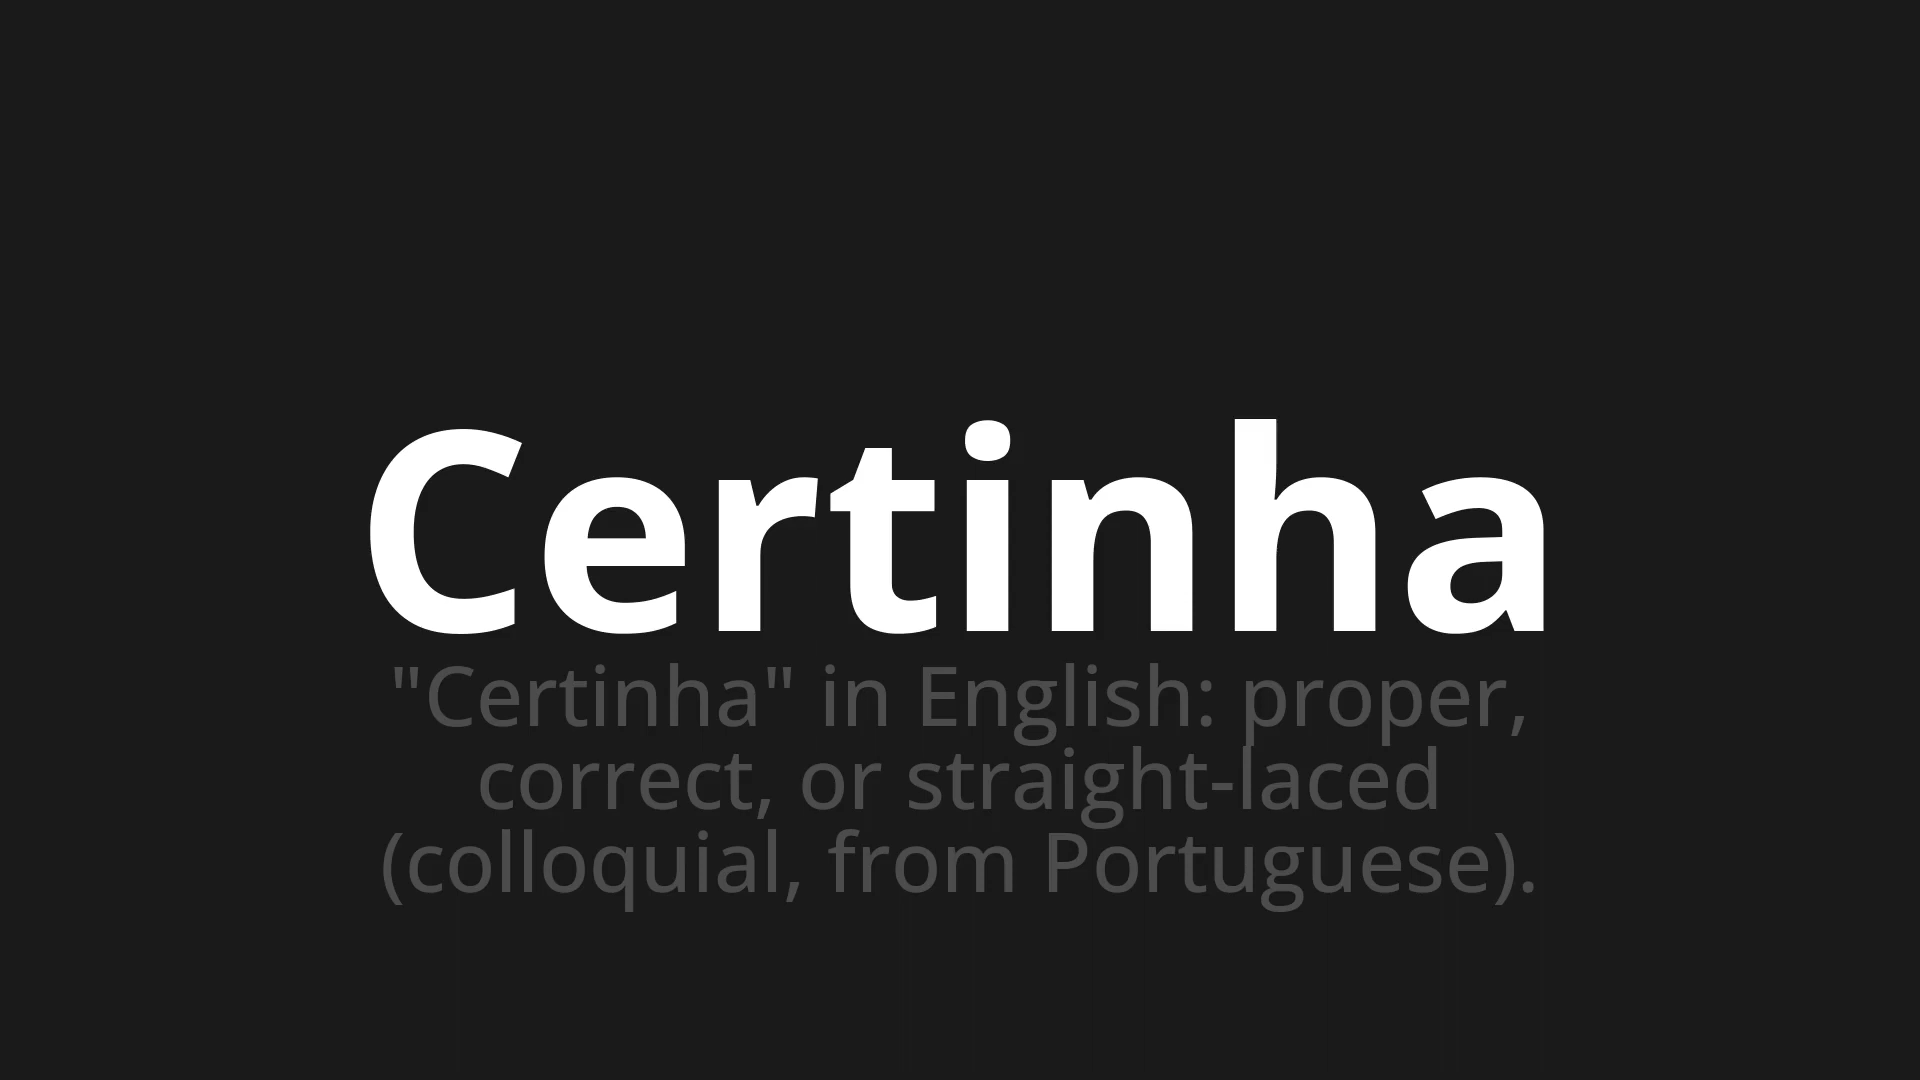 Certinha
"Certinha" in English: proper,
correct, or straight-laced
(colloquial, from Portuguese).